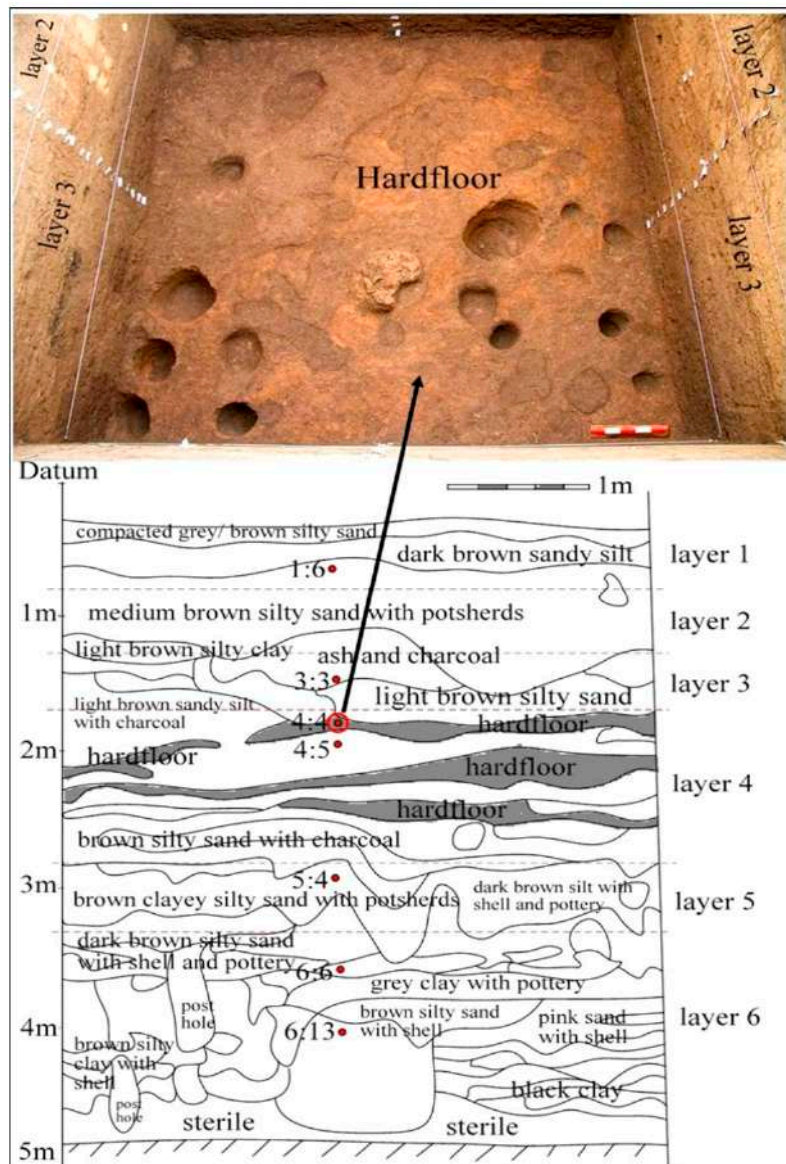 layer 2
layer 2
layer 3
Hardfloor
layer 3
Datum
1m
compacted grey/ brown silty sand
dark brown sandy silt
layer 1
1:6
1m
medium brown silty sand with potsherds
layer 2
light brown silty clay
ash and charcoal
3:3
layer 3
light brown sandy silt
with charcoal
light brown silty sand
4:4
hardfloor
2m
hardfloor
4:5
hardfloor
layer 4
hardfloor
brown silty sand with charcoal
3m
5:4
brown clayey silty sand with potsherds
dark brown silt with
shell and pottery
layer 5
dark brown silty sand
with shell and pottery
6:6
grey clay with pottery
post
hole
brown silty sand
with shell
pink sand
with shell
layer 6
4m
6:13
brown silty
clay with
shell
black clay
post
hole
sterile
sterile
5m